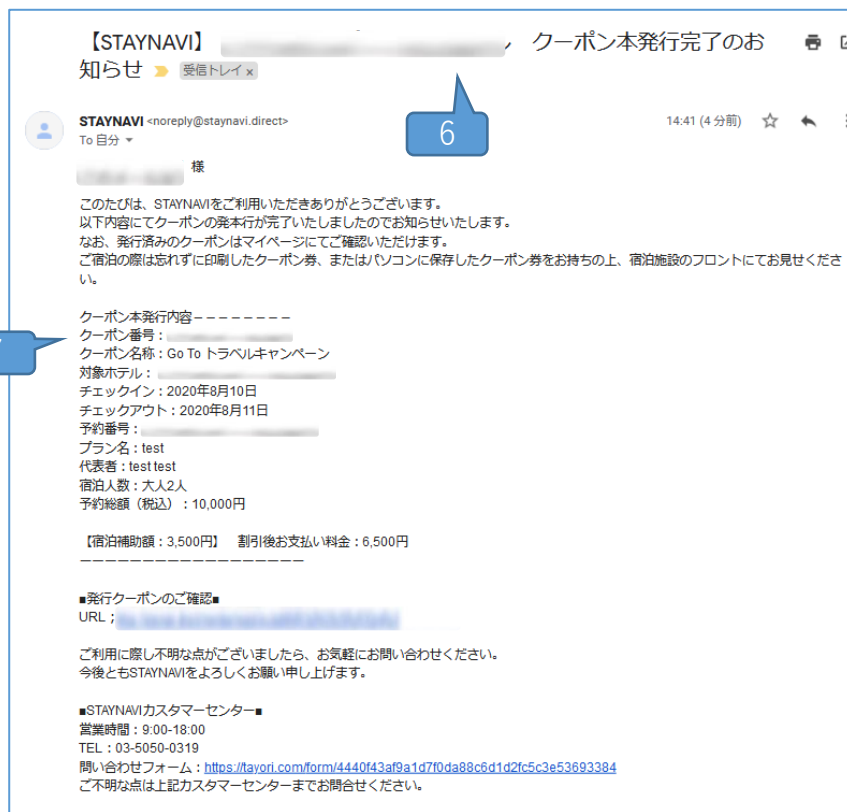 【STAYNAVI】 クーポン本発行完了のお
知らせ 受信トレイ x
STAYNAVI <noreply@staynavi.direct>
14:41 (4 分前)
To 自分
6
様
このたびは、STAYNAVIをご利用いただきありがとうございます。
以下内容にてクーポンの発本行が完了いたしましたのでお知らせいたします。
なお、発行済みのクーポンはマイページにてご確認いただけます。
ご宿泊の際は忘れずに印刷したクーポン券、またはパソコンに保存したクーポン券をお持ちの上、宿泊施設のフロントにてお見せくださ
い。
クーポン本発行内容－－－－－－－－
クーポン番号：
クーポン名称：Go To トラベルキャンペーン
対象ホテル：
チェックイン：2020年8月10日
チェックアウト：2020年8月11日
予約番号：
プラン名：test
代表者：test test
宿泊人数：大人2人
予約総額（税込）：10,000円
【宿泊補助額：3,500円】 割引後お支払い料金：6,500円
ーーーーーーーーーーーーーーーーーー
■発行クーポンのご確認■
URL；
ご利用に際し不明な点がございましたら、お気軽にお問い合わせください。
今後ともSTAYNAVIをよろしくお願い申し上げます。
■STAYNAVIカスタマーセンター■
営業時間：9:00-18:00
TEL：03-5050-0319
問い合わせフォーム：https://tayori.com/form/4440f43af9a1d7f0da88c6d1d2fc5c3e53693384
ご不明な点は上記カスタマーセンターまでお問合せください。